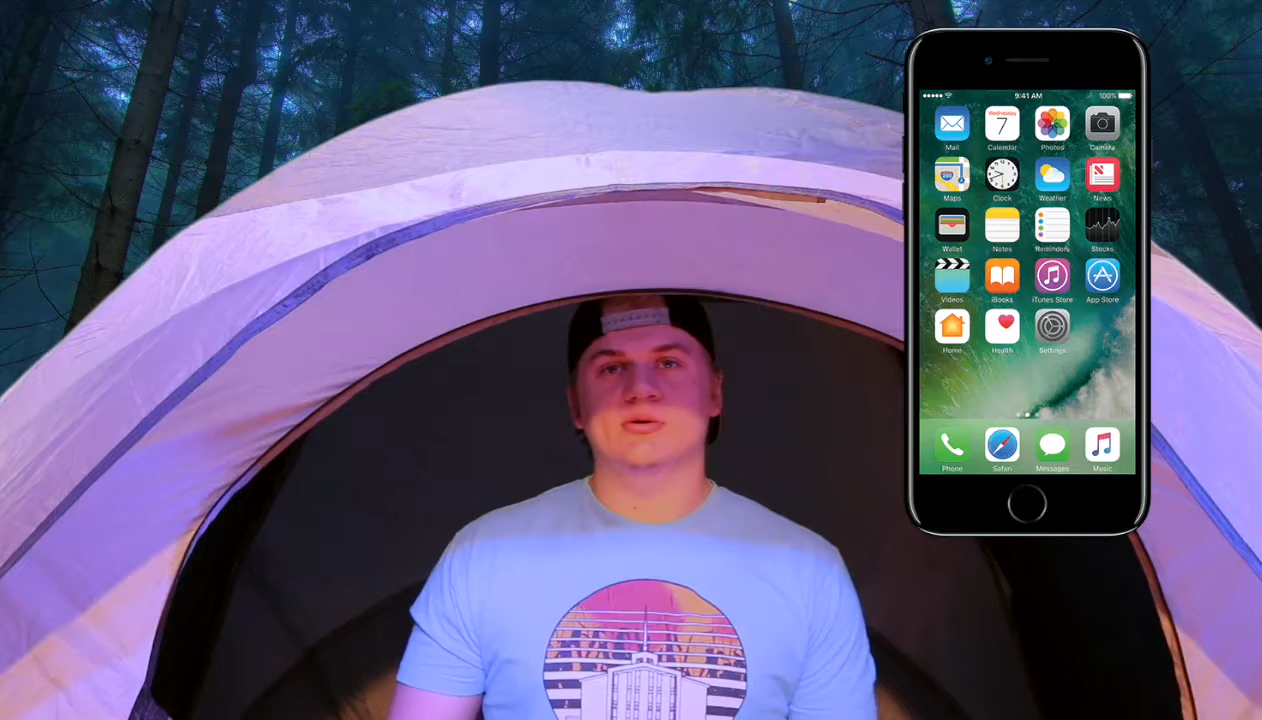 9:41 AM 100%
Wednesday
7
Mail Calendar Photos Camera
280
Maps Clock Weather News
Wallet Notes Reminders Stocks
Videos iBooks iTunes Store App Store
Home Health Settings
Phone Safari Messages Music